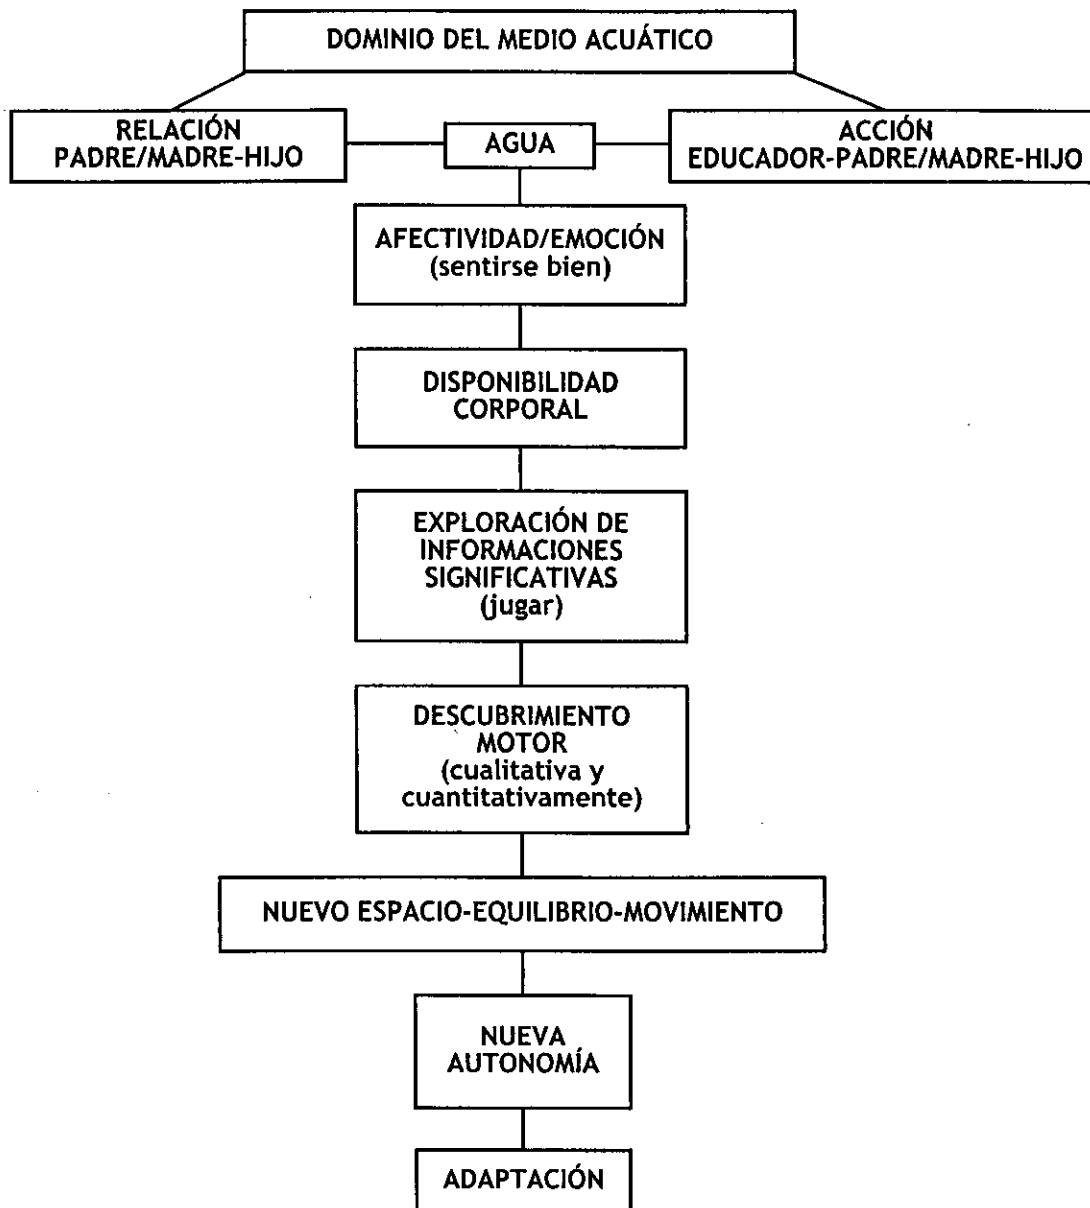 DOMINIO DEL MEDIO ACUÁTICO
RELACIÓN
PADRE/MADRE-HIJO
AGUA
ACCIÓN
EDUCADOR-PADRE/MADRE-HIJO
AFECTIVIDAD/EMOCIÓN
(sentirse bien)
DISPONIBILIDAD
CORPORAL
EXPLORACIÓN DE
INFORMACIONES
SIGNIFICATIVAS
(jugar)
DESCUBRIMIENTO
MOTOR
(cualitativa y
cuantitativamente)
NUEVO ESPACIO-EQUILIBRIO-MOVIMIENTO
NUEVA
AUTONOMÍA
ADAPTACIÓN